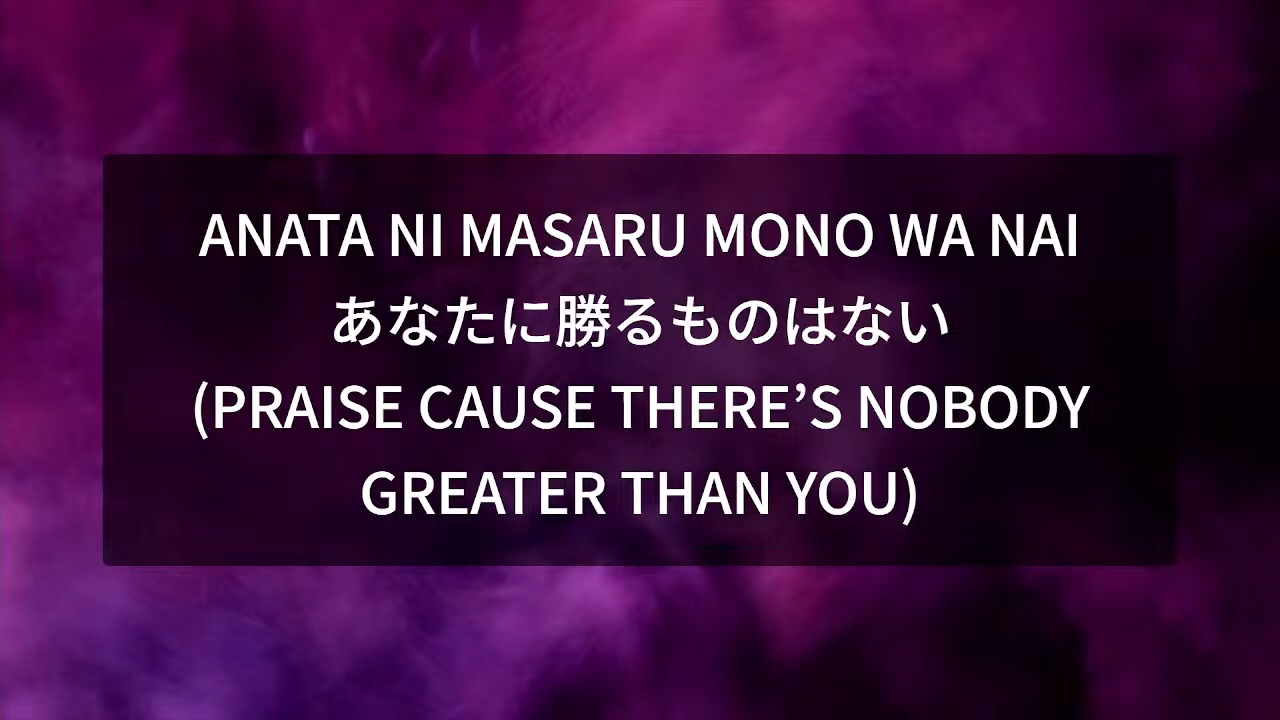 ANATA NI MASARU MONO WA NAI
あなたに勝るものはない
(PRAISE CAUSE THERE’S NOBODY
GREATER THAN YOU)